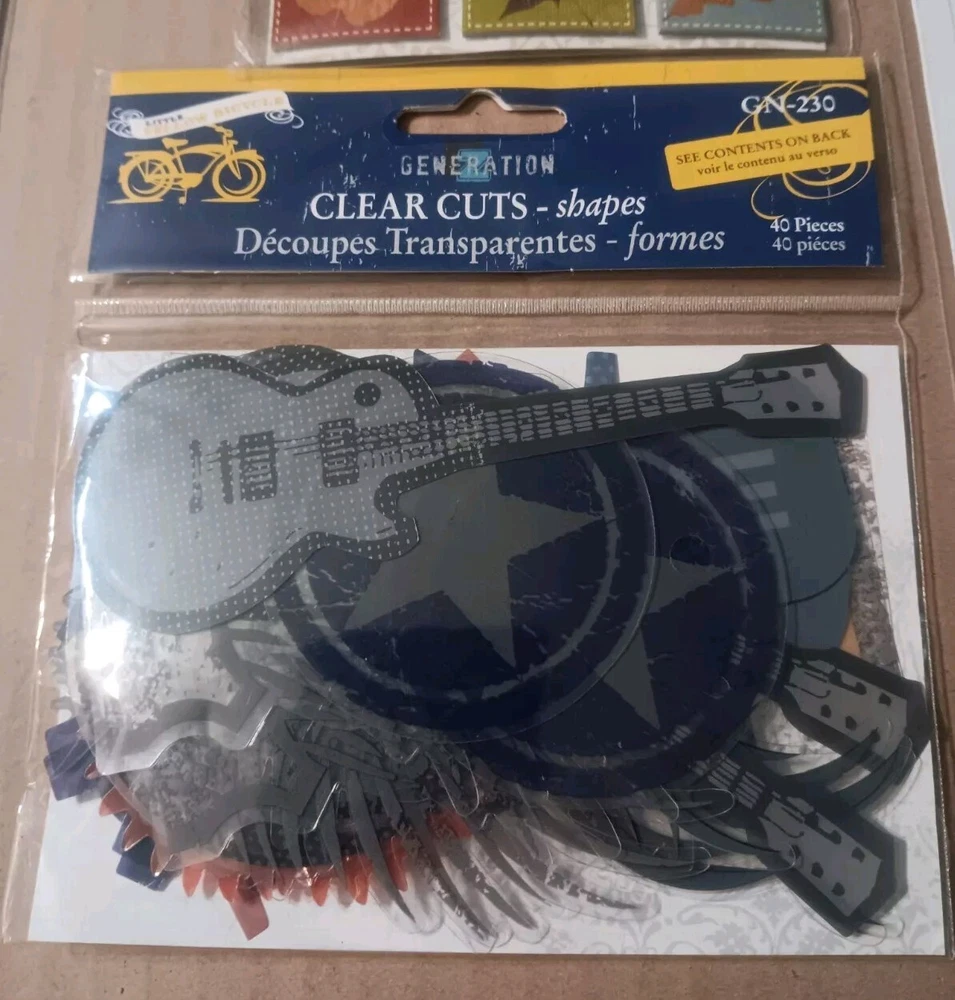 LITTLE
YELLOW BICYCLE
GN-230
SEE CONTENTS ON BACK
voir le contenu au verso
GENERATION
CLEAR CUTS - shapes
Découpes Transparentes - formes
40 Pieces
40 piéces